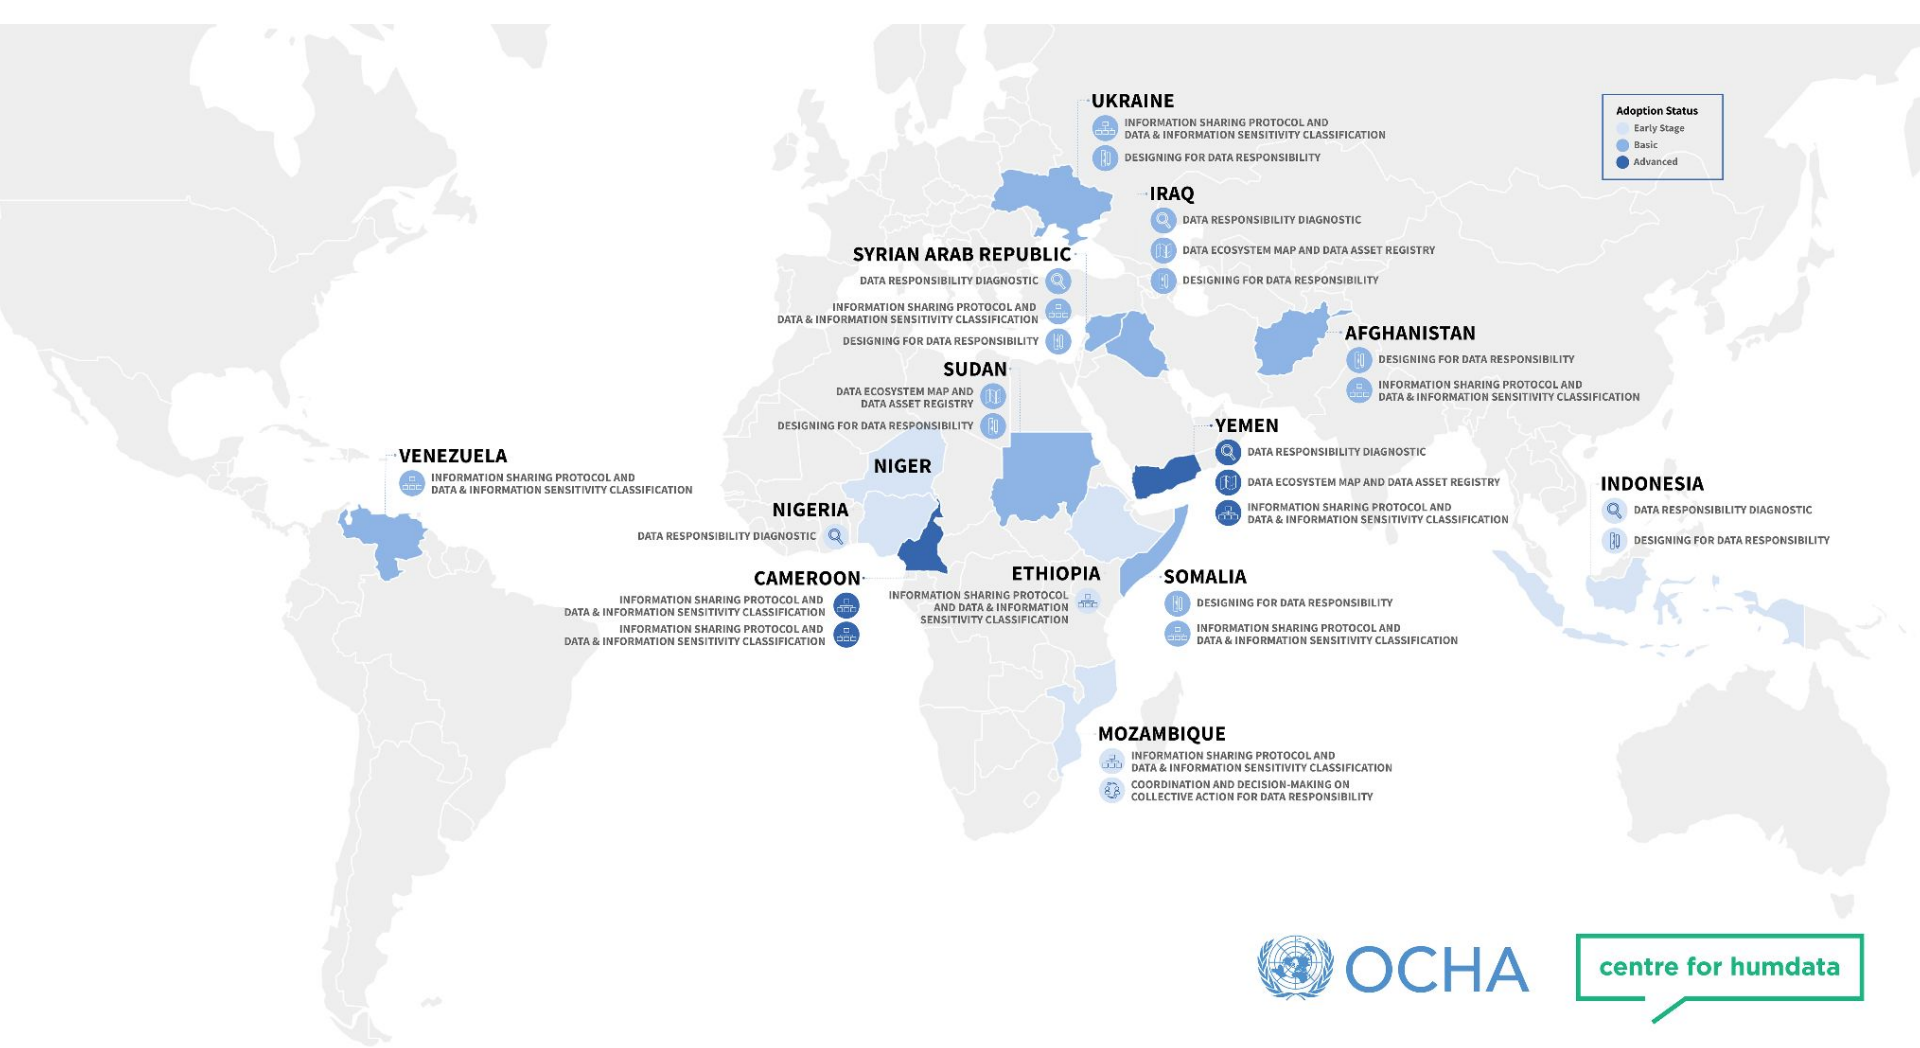 UKRAINE
INFORMATION SHARING PROTOCOL AND
DATA & INFORMATION SENSITIVITY CLASSIFICATION
DESIGNING FOR DATA RESPONSIBILITY
Adoption Status
Early Stage
Basic
Advanced
IRAQ
DATA RESPONSIBILITY DIAGNOSTIC
DATA ECOSYSTEM MAP AND DATA ASSET REGISTRY
DESIGNING FOR DATA RESPONSIBILITY
SYRIAN ARAB REPUBLIC
DATA RESPONSIBILITY DIAGNOSTIC
INFORMATION SHARING PROTOCOL AND
DATA & INFORMATION SENSITIVITY CLASSIFICATION
DESIGNING FOR DATA RESPONSIBILITY
AFGHANISTAN
DESIGNING FOR DATA RESPONSIBILITY
INFORMATION SHARING PROTOCOL AND
DATA & INFORMATION SENSITIVITY CLASSIFICATION
SUDAN
DATA ECOSYSTEM MAP AND
DATA ASSET REGISTRY
DESIGNING FOR DATA RESPONSIBILITY
YEMEN
DATA RESPONSIBILITY DIAGNOSTIC
DATA ECOSYSTEM MAP AND DATA ASSET REGISTRY
INFORMATION SHARING PROTOCOL AND
DATA & INFORMATION SENSITIVITY CLASSIFICATION
VENEZUELA
INFORMATION SHARING PROTOCOL AND
DATA & INFORMATION SENSITIVITY CLASSIFICATION
NIGER
NIGERIA
DATA RESPONSIBILITY DIAGNOSTIC
INDONESIA
DATA RESPONSIBILITY DIAGNOSTIC
DESIGNING FOR DATA RESPONSIBILITY
CAMEROON
INFORMATION SHARING PROTOCOL AND
DATA & INFORMATION SENSITIVITY CLASSIFICATION
INFORMATION SHARING PROTOCOL AND
DATA & INFORMATION SENSITIVITY CLASSIFICATION
ETHIOPIA
INFORMATION SHARING PROTOCOL
AND DATA & INFORMATION
SENSITIVITY CLASSIFICATION
SOMALIA
DESIGNING FOR DATA RESPONSIBILITY
INFORMATION SHARING PROTOCOL AND
DATA & INFORMATION SENSITIVITY CLASSIFICATION
MOZAMBIQUE
INFORMATION SHARING PROTOCOL AND
DATA & INFORMATION SENSITIVITY CLASSIFICATION
COORDINATION AND DECISION-MAKING ON
COLLECTIVE ACTION FOR DATA RESPONSIBILITY
OCHA
centre for humdata